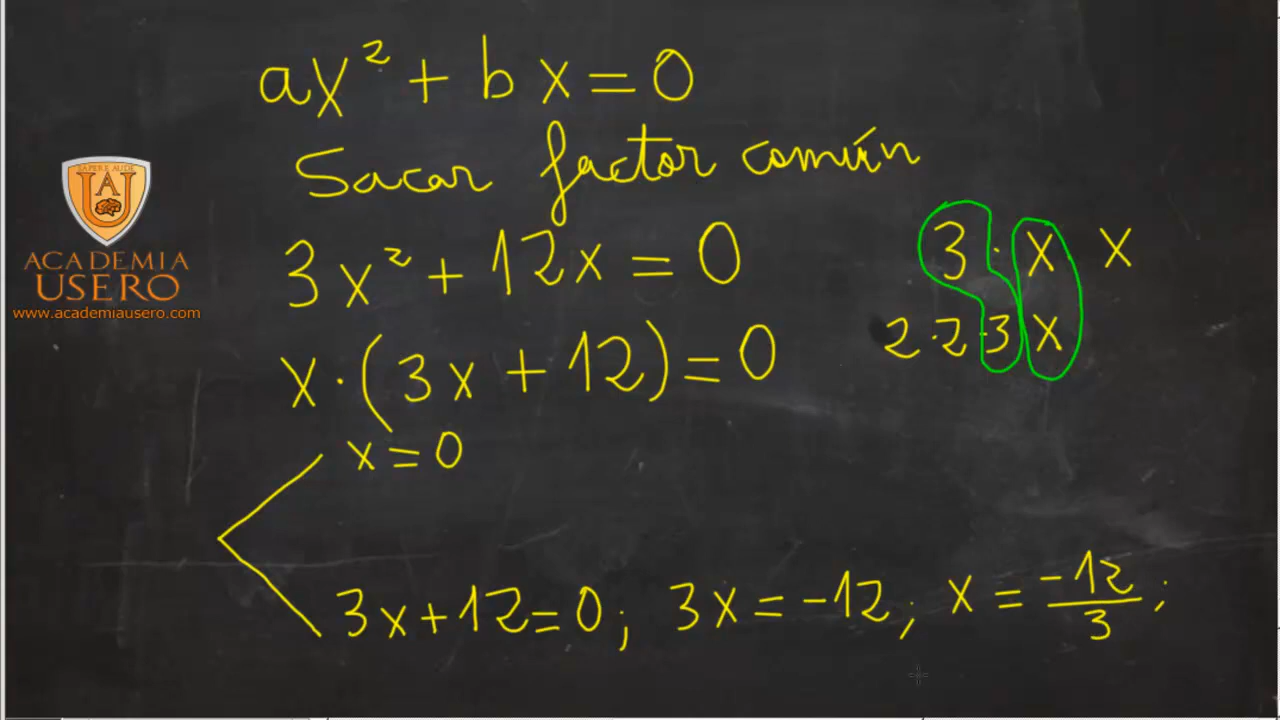 ax² + bx = 0
Sacar factor común
SAPERE AUDE
UA
ACADEMIA
USERO
www.academiausero.com
3x² + 12x = 0
3 · x x
2·2·3 x
x · (3x + 12) = 0
x = 0
3x + 12 = 0; 3x = -12; x = -12/3;